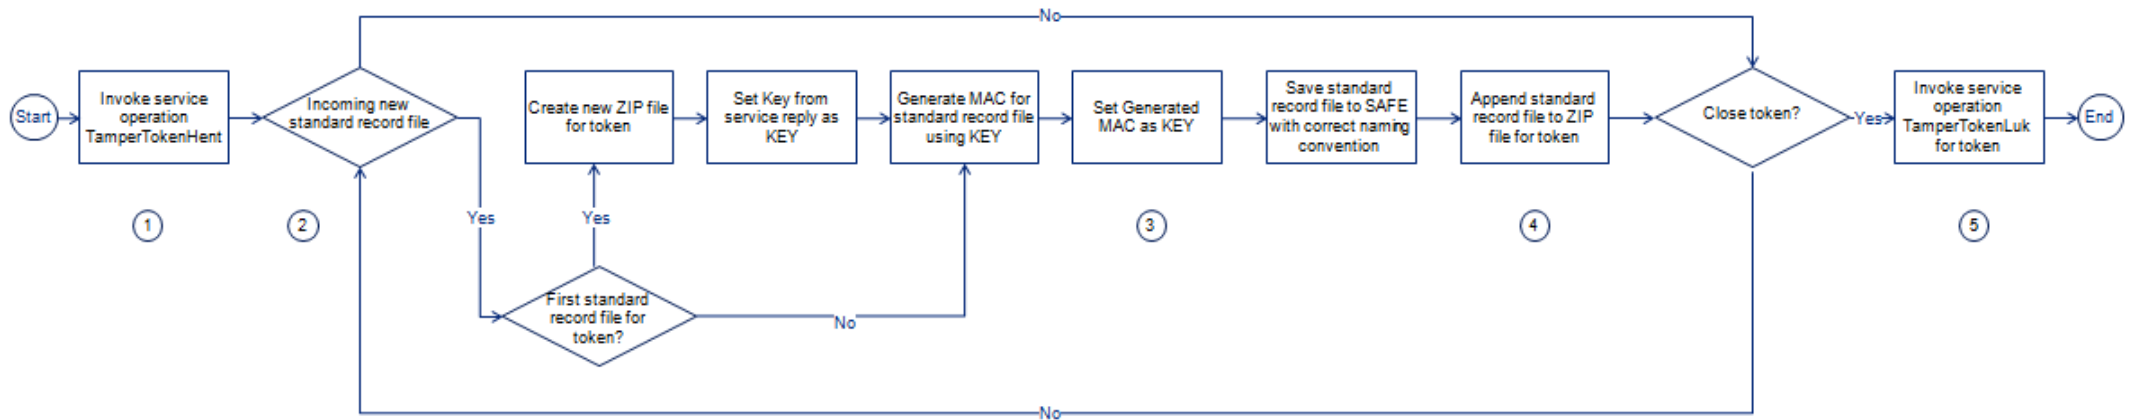 No
Start
Invoke service
operation
TamperTokenHent
Incoming new
standard record file
Create new ZIP file
for token
Set Key from
service reply as
KEY
Generate MAC for
standard record file
using KEY
Set Generated
MAC as KEY
Save standard
record file to SAFE
with correct naming
convention
Append standard
record file to ZIP
file for token
Close token?
Yes
Invoke service
operation
TamperTokenLuk
for token
End
1
2
Yes
Yes
3
4
5
First standard
record file for
token?
No
No